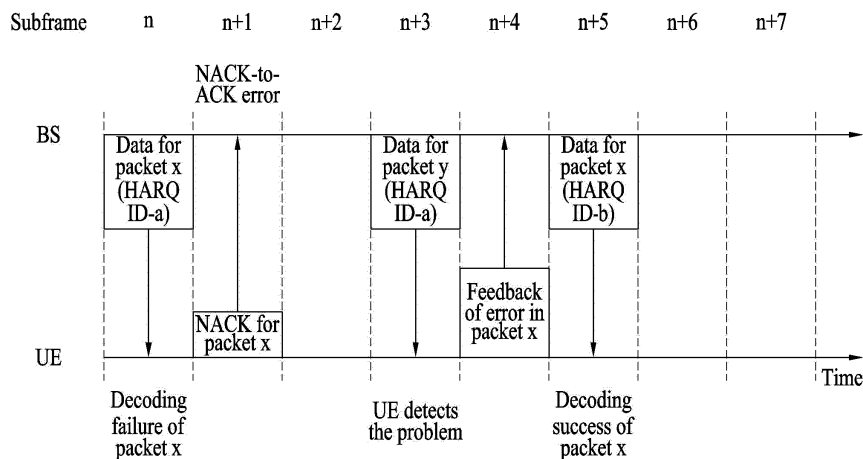 Subframe n n+1 n+2 n+3 n+4 n+5 n+6 n+7
NACK-to-
ACK error
BS
Data for
packet x
(HARQ
ID-a)
Data for
packet y
(HARQ
ID-a)
Data for
packet x
(HARQ
ID-b)
NACK for
packet x
Feedback
of error in
packet x
UE
Time
Decoding
failure of
packet x
UE detects
the problem
Decoding
success of
packet x